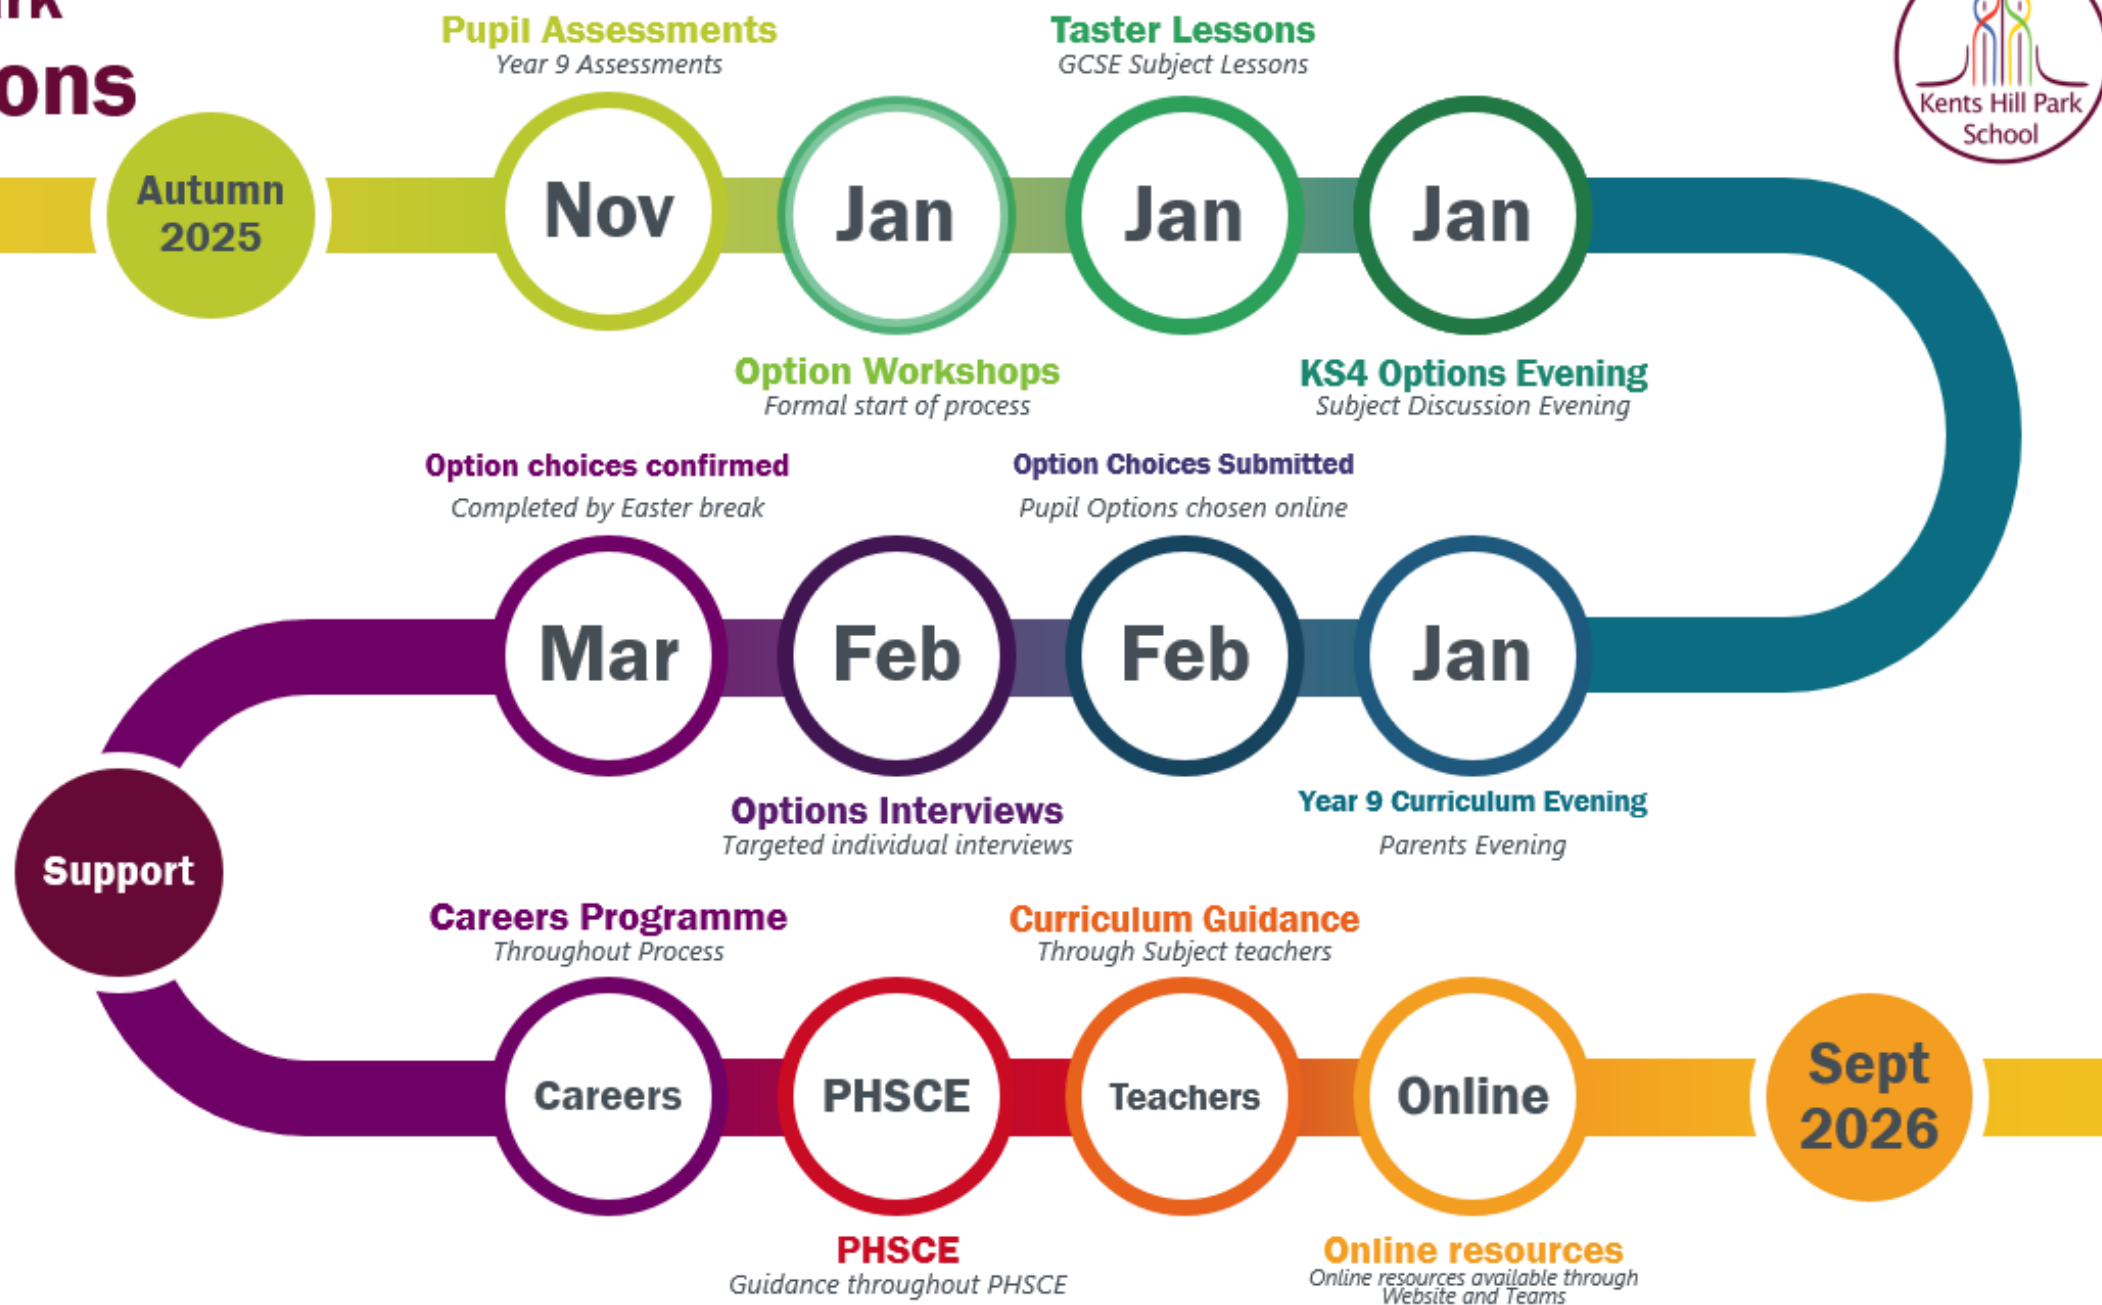 ons
Kents Hill Park
School
Autumn
2025
Pupil Assessments
Year 9 Assessments
Nov
Jan
Option Workshops
Formal start of process
Taster Lessons
GCSE Subject Lessons
Jan
Jan
KS4 Options Evening
Subject Discussion Evening
Jan
Year 9 Curriculum Evening
Parents Evening
Option Choices Submitted
Pupil Options chosen online
Feb
Feb
Options Interviews
Targeted individual interviews
Option choices confirmed
Completed by Easter break
Mar
Support
Careers Programme
Throughout Process
Careers
PHSCE
PHSCE
Guidance throughout PHSCE
Curriculum Guidance
Through Subject teachers
Teachers
Online
Online resources
Online resources available through
Website and Teams
Sept
2026